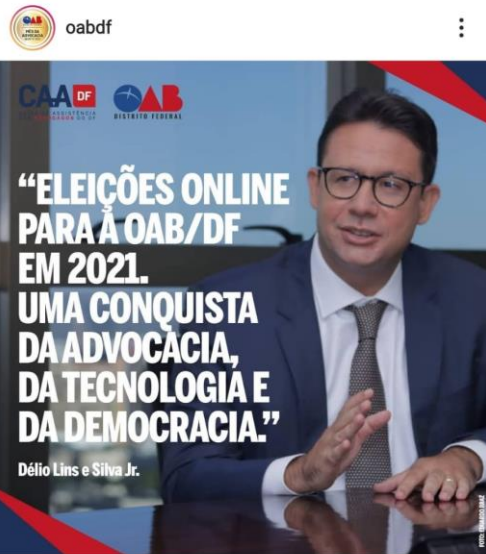 oabdf
CAA DF
OAB
DISTRITO FEDERAL
“ELEIÇÕES ONLINE
PARA A OAB/DF
EM 2021.
UMA CONQUISTA
DA ADVOCACIA,
DA TECNOLOGIA E
DA DEMOCRACIA.”
Délio Lins e Silva Jr.